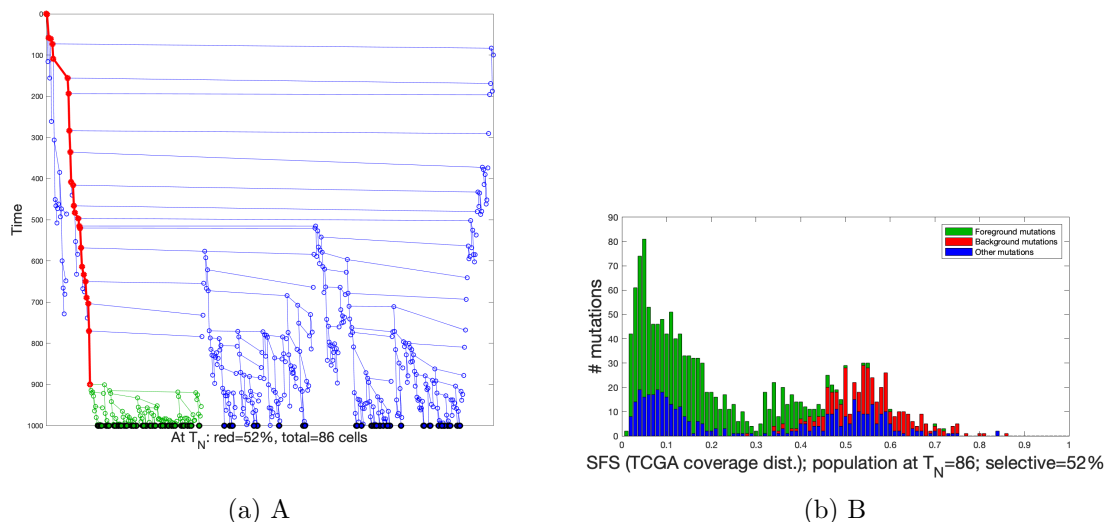 0
100
200
300
400
500
600
700
800
900
1000
Time
At T_N: red=52%, total=86 cells
(a) A
90
80
70
60
50
40
30
20
10
0
# mutations
Foreground mutations
Background mutations
Other mutations
0 0.1 0.2 0.3 0.4 0.5 0.6 0.7 0.8 0.9 1
SFS (TCGA coverage dist.); population at T_N=86; selective=52%
(b) B